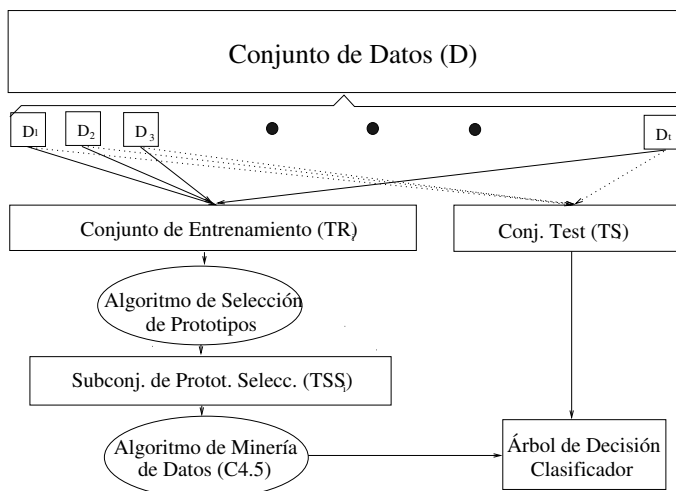 Conjunto de Datos (D)
D1 D2 D3 Dt
Conjunto de Entrenamiento (TRi)
Conj. Test (TS)
Algoritmo de Selección
de Prototipos
Subconj. de Protot. Selecc. (TSSi)
Algoritmo de Minería
de Datos (C4.5)
Árbol de Decisión
Clasificador